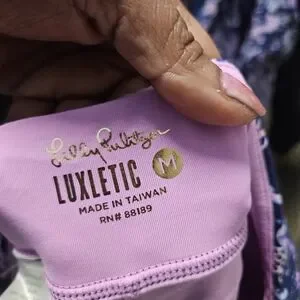 Lilly Pulitzer
LUXLETIC M
MADE IN TAIWAN
RN# 88189